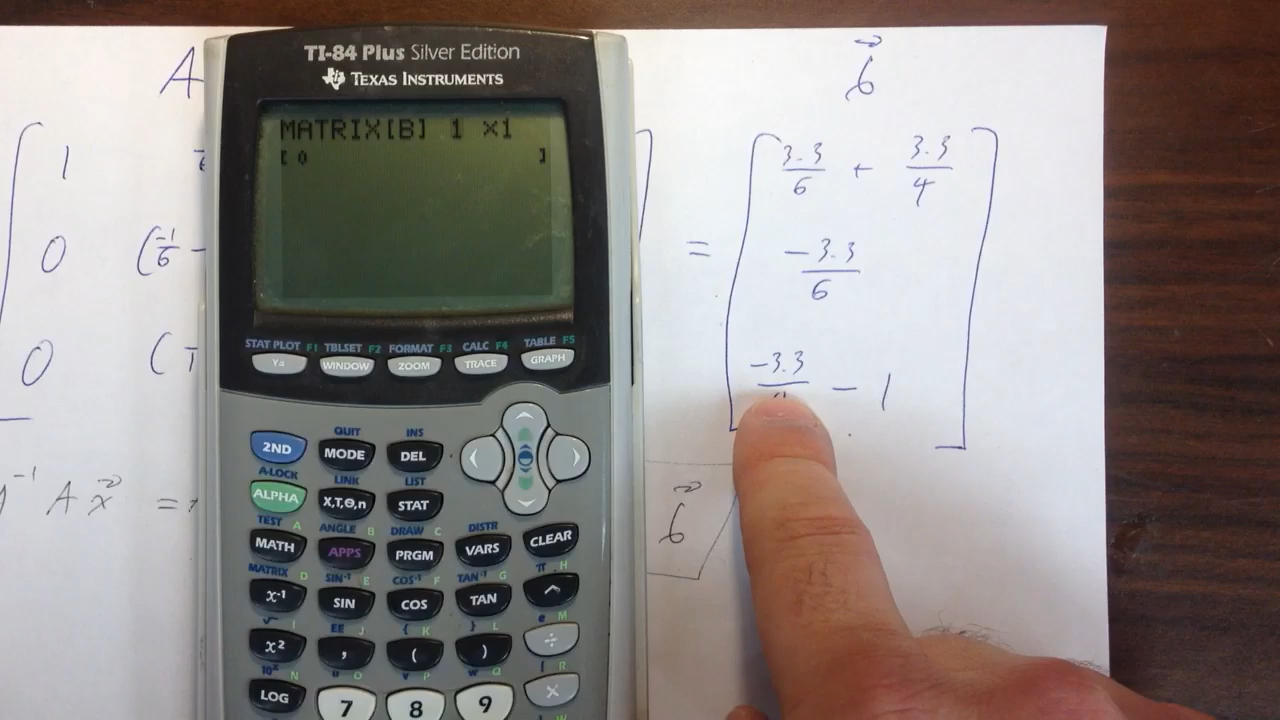 A
b
TI-84 Plus Silver Edition
TEXAS INSTRUMENTS
MATRIX[B] 1 ×1
[ 0 ]
1
3.3/6 + 3.3/4
0 (-1/6 -
= -3.3/6
0 (
-3.3/4 - 1
STAT PLOT F1 TBLSET F2 FORMAT F3 CALC F4 TABLE F5
Y= WINDOW ZOOM TRACE GRAPH
QUIT INS
2ND MODE DEL
A-LOCK LINK LIST
ALPHA X,T,Θ,n STAT
A⁻¹ A x =
b
TEST A ANGLE B DRAW C DISTR
MATH APPS PRGM VARS CLEAR
MATRIX D SIN⁻¹ E COS⁻¹ F TAN⁻¹ G π H
x⁻¹ SIN COS TAN ^
√ I EE J { K } L e M
x² , ( ) ÷
10ˣ N u O v P w Q [ R
LOG 7 8 9 ×